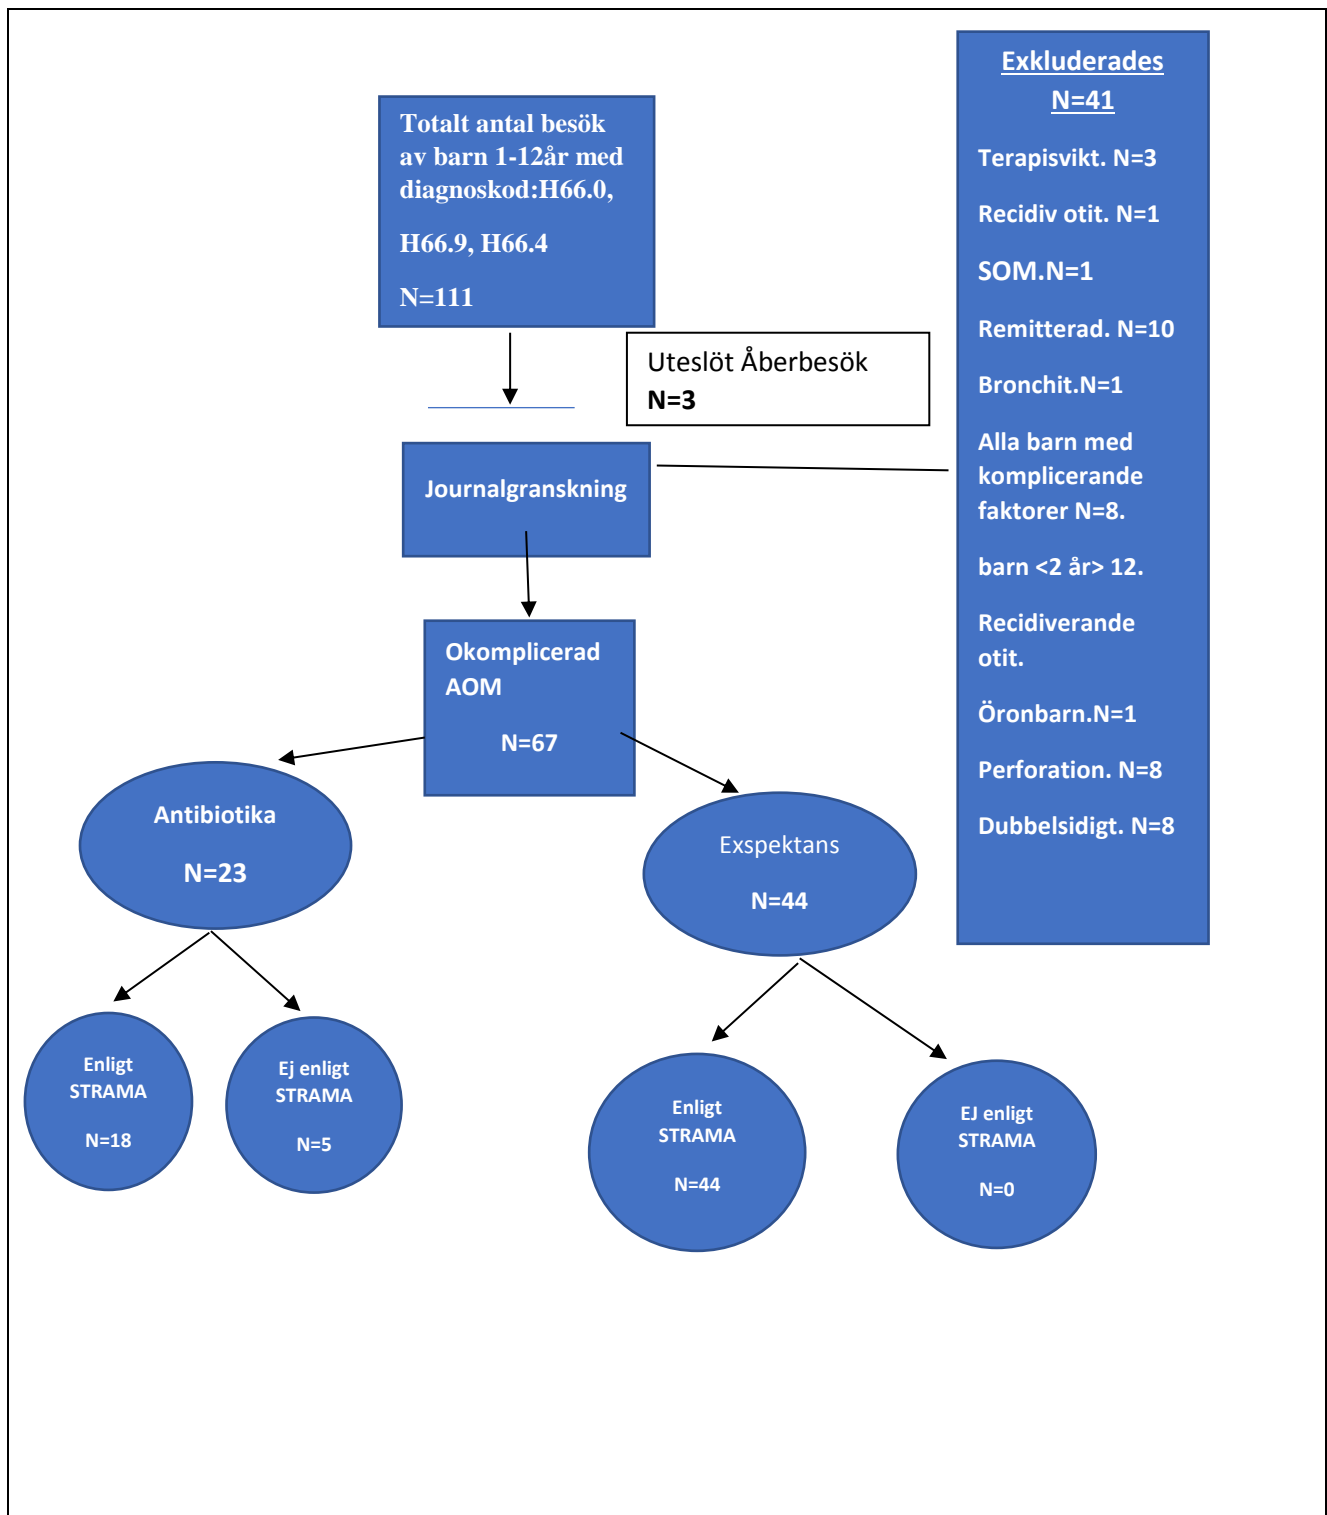 Totalt antal besök
av barn 1-12år med
diagnoskod:H66.0,
H66.9, H66.4
N=111
Uteslöt Åberbesök
N=3
Journalgranskning
Exkluderades
N=41
Terapisvikt. N=3
Recidiv otit. N=1
SOM.N=1
Remitterad. N=10
Bronchit.N=1
Alla barn med
komplicerande
faktorer N=8.
barn <2 år> 12.
Recidiverande
otit.
Öronbarn.N=1
Perforation. N=8
Dubbelsidigt. N=8
Okomplicerad
AOM
N=67
Antibiotika
N=23
Exspektans
N=44
Enligt
STRAMA
N=18
Ej enligt
STRAMA
N=5
Enligt
STRAMA
N=44
EJ enligt
STRAMA
N=0